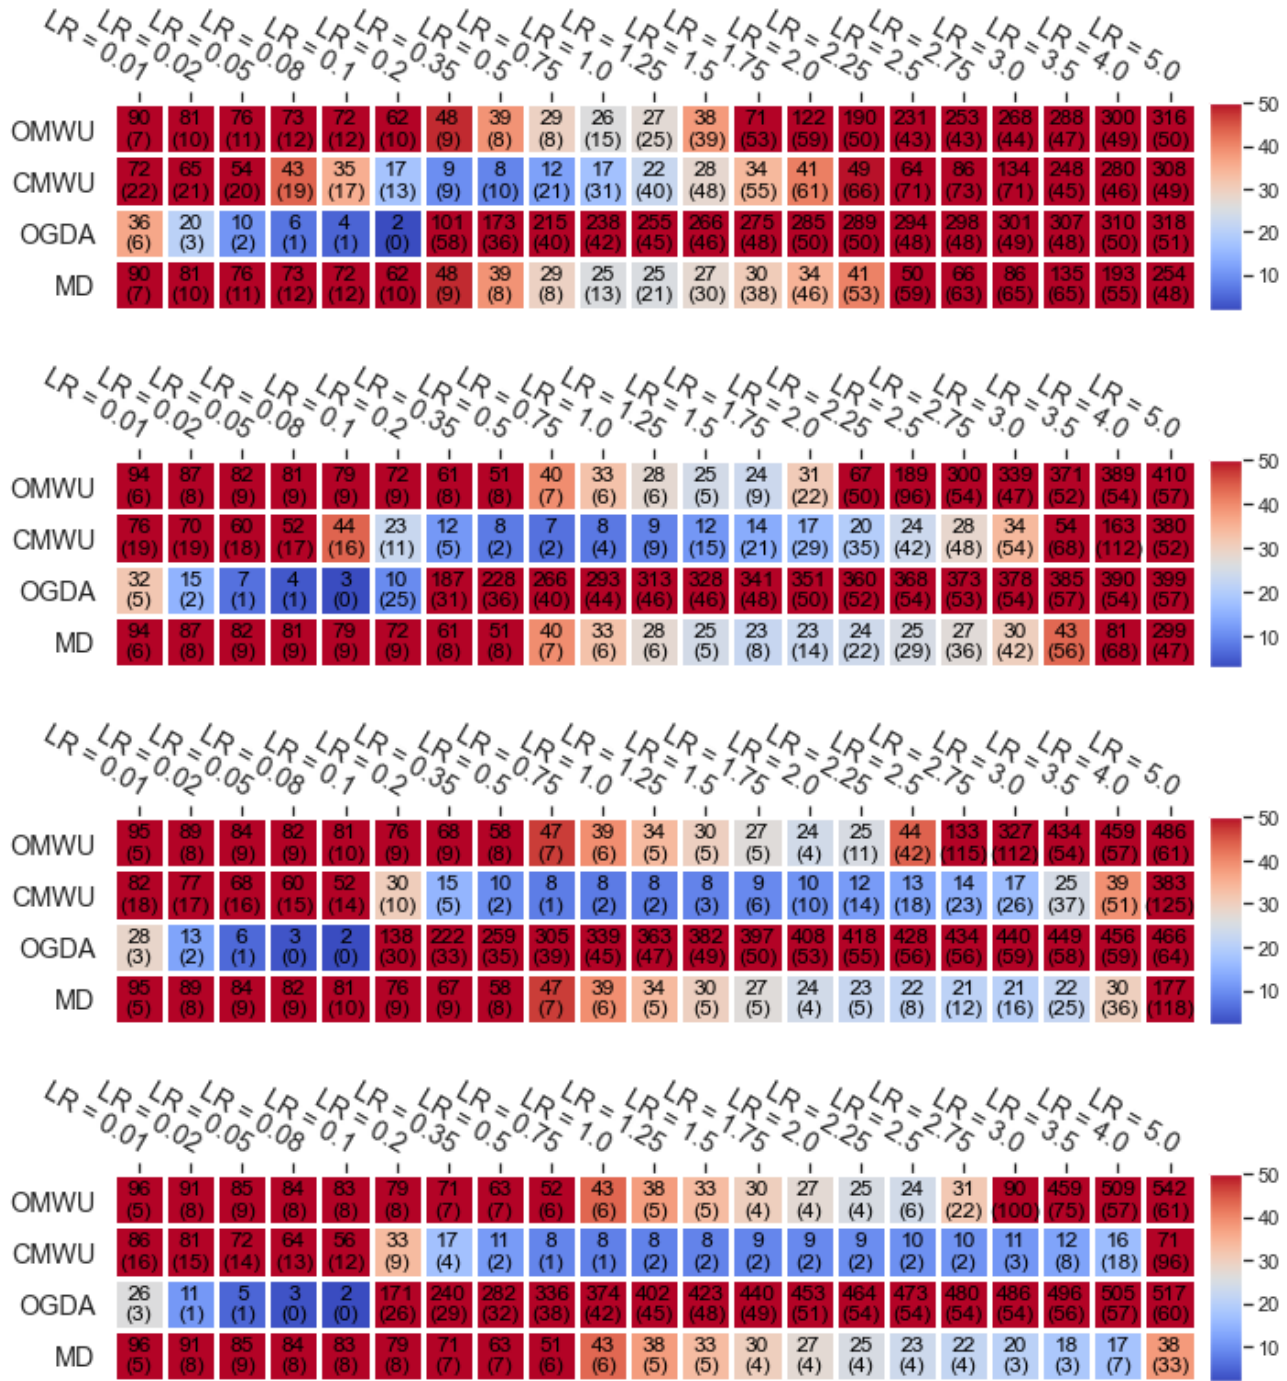 LR = 0.01 LR = 0.02 LR = 0.05 LR = 0.08 LR = 0.1 LR = 0.2 LR = 0.35 LR = 0.5 LR = 0.75 LR = 1.0 LR = 1.25 LR = 1.5 LR = 1.75 LR = 2.0 LR = 2.25 LR = 2.5 LR = 2.75 LR = 3.0 LR = 3.5 LR = 4.0 LR = 5.0
OMWU 90 81 76 73 72 62 48 39 29 26 27 38 71 122 190 231 253 268 288 300 316
(7) (10) (11) (12) (12) (10) (9) (8) (8) (15) (25) (39) (53) (59) (50) (43) (43) (44) (47) (49) (50)
CMWU 72 65 54 43 35 17 9 8 12 17 22 28 34 41 49 64 86 134 248 280 308
(22) (21) (20) (19) (17) (13) (9) (10) (21) (31) (40) (48) (55) (61) (66) (71) (73) (71) (45) (46) (49)
OGDA 36 20 10 6 4 2 101 173 215 238 255 266 275 285 289 294 298 301 307 310 318
(6) (3) (2) (1) (1) (0) (58) (36) (40) (42) (45) (46) (48) (50) (50) (48) (48) (49) (48) (50) (51)
MD 90 81 76 73 72 62 48 39 29 25 25 27 30 34 41 50 66 86 135 193 254
(7) (10) (11) (12) (12) (10) (9) (8) (8) (13) (21) (30) (38) (46) (53) (59) (63) (65) (65) (55) (48)
50
40
30
20
10
LR = 0.01 LR = 0.02 LR = 0.05 LR = 0.08 LR = 0.1 LR = 0.2 LR = 0.35 LR = 0.5 LR = 0.75 LR = 1.0 LR = 1.25 LR = 1.5 LR = 1.75 LR = 2.0 LR = 2.25 LR = 2.5 LR = 2.75 LR = 3.0 LR = 3.5 LR = 4.0 LR = 5.0
OMWU 94 87 82 81 79 72 61 51 40 33 28 25 24 31 67 189 300 339 371 389 410
(6) (8) (9) (9) (9) (9) (8) (8) (7) (6) (6) (5) (9) (22) (50) (96) (54) (47) (52) (54) (57)
CMWU 76 70 60 52 44 23 12 8 7 8 9 12 14 17 20 24 28 34 54 163 380
(19) (19) (18) (17) (16) (11) (5) (2) (2) (4) (9) (15) (21) (29) (35) (42) (48) (54) (68) (112) (52)
OGDA 32 15 7 4 3 10 187 228 266 293 313 328 341 351 360 368 373 378 385 390 399
(5) (2) (1) (1) (0) (25) (31) (36) (40) (44) (46) (46) (48) (50) (52) (54) (53) (54) (57) (54) (57)
MD 94 87 82 81 79 72 61 51 40 33 28 25 23 23 24 25 27 30 43 81 299
(6) (8) (9) (9) (9) (9) (8) (8) (7) (6) (6) (5) (8) (14) (22) (29) (36) (42) (56) (68) (47)
50
40
30
20
10
LR = 0.01 LR = 0.02 LR = 0.05 LR = 0.08 LR = 0.1 LR = 0.2 LR = 0.35 LR = 0.5 LR = 0.75 LR = 1.0 LR = 1.25 LR = 1.5 LR = 1.75 LR = 2.0 LR = 2.25 LR = 2.5 LR = 2.75 LR = 3.0 LR = 3.5 LR = 4.0 LR = 5.0
OMWU 95 89 84 82 81 76 68 58 47 39 34 30 27 24 25 44 133 327 434 459 486
(5) (8) (9) (9) (10) (9) (9) (8) (7) (6) (5) (5) (5) (4) (11) (42) (115) (112) (54) (57) (61)
CMWU 82 77 68 60 52 30 15 10 8 8 8 8 9 10 12 13 14 17 25 39 383
(18) (17) (16) (15) (14) (10) (5) (2) (1) (2) (2) (3) (6) (10) (14) (18) (23) (26) (37) (51) (125)
OGDA 28 13 6 3 2 138 222 259 305 339 363 382 397 408 418 428 434 440 449 456 466
(3) (2) (1) (0) (0) (30) (33) (35) (39) (45) (47) (49) (50) (53) (55) (56) (56) (59) (58) (59) (64)
MD 95 89 84 82 81 76 67 58 47 39 34 30 27 24 23 22 21 21 22 30 177
(5) (8) (9) (9) (10) (9) (9) (8) (7) (6) (5) (5) (5) (4) (5) (8) (12) (16) (25) (36) (118)
50
40
30
20
10
LR = 0.01 LR = 0.02 LR = 0.05 LR = 0.08 LR = 0.1 LR = 0.2 LR = 0.35 LR = 0.5 LR = 0.75 LR = 1.0 LR = 1.25 LR = 1.5 LR = 1.75 LR = 2.0 LR = 2.25 LR = 2.5 LR = 2.75 LR = 3.0 LR = 3.5 LR = 4.0 LR = 5.0
OMWU 96 91 85 84 83 79 71 63 52 43 38 33 30 27 25 24 31 90 459 509 542
(5) (8) (9) (8) (8) (8) (7) (7) (6) (6) (5) (5) (4) (4) (4) (6) (22) (100) (75) (57) (61)
CMWU 86 81 72 64 56 33 17 11 8 8 8 8 9 9 9 10 10 11 12 16 71
(16) (15) (14) (13) (12) (9) (4) (2) (1) (1) (2) (2) (2) (2) (2) (2) (2) (3) (8) (18) (96)
OGDA 26 11 5 3 2 171 240 282 336 374 402 423 440 453 464 473 480 486 496 505 517
(3) (1) (1) (0) (0) (26) (29) (32) (38) (42) (45) (48) (49) (51) (54) (54) (54) (54) (56) (57) (60)
MD 96 91 85 84 83 79 71 63 51 43 38 33 30 27 25 23 22 20 18 17 38
(5) (8) (9) (8) (8) (8) (7) (7) (6) (6) (5) (5) (4) (4) (4) (4) (4) (3) (3) (7) (33)
50
40
30
20
10